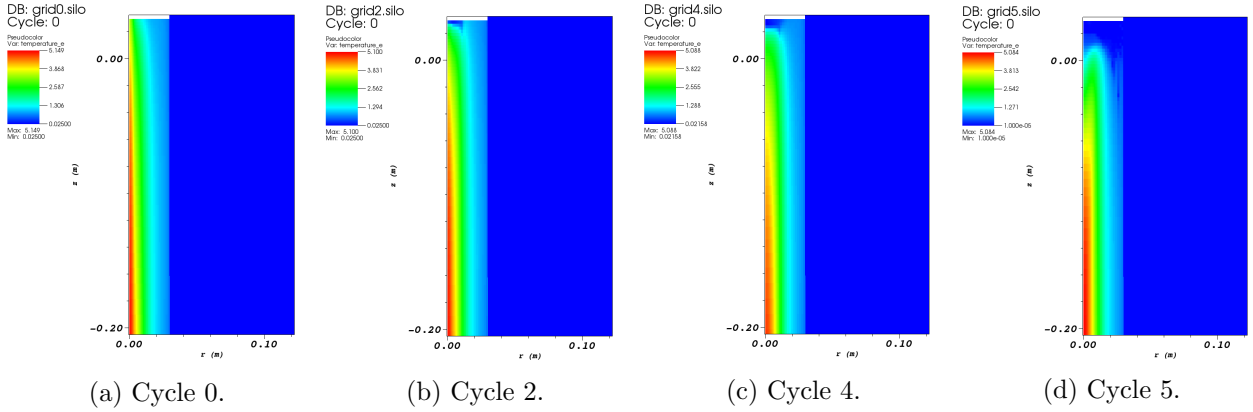 DB: grid0.silo
Cycle: 0
Pseudocolor
Var: temperature_e
5.149
3.868
2.587
1.306
0.02500
Max: 5.149
Min: 0.02500
0.00
z (m)
-0.20
0.00
0.10
r (m)
(a) Cycle 0.
DB: grid2.silo
Cycle: 0
Pseudocolor
Var: temperature_e
5.100
3.831
2.563
1.294
0.02500
Max: 5.100
Min: 0.02500
0.00
z (m)
-0.20
0.00
0.10
r (m)
(b) Cycle 2.
DB: grid4.silo
Cycle: 0
Pseudocolor
Var: temperature_e
5.088
3.822
2.555
1.288
0.02158
Max: 5.088
Min: 0.02158
0.00
z (m)
-0.20
0.00
0.10
r (m)
(c) Cycle 4.
DB: grid5.silo
Cycle: 0
Pseudocolor
Var: temperature_e
5.084
3.813
2.542
1.271
1.000e-05
Max: 5.084
Min: 1.000e-05
0.00
z (m)
-0.20
0.00
0.10
r (m)
(d) Cycle 5.